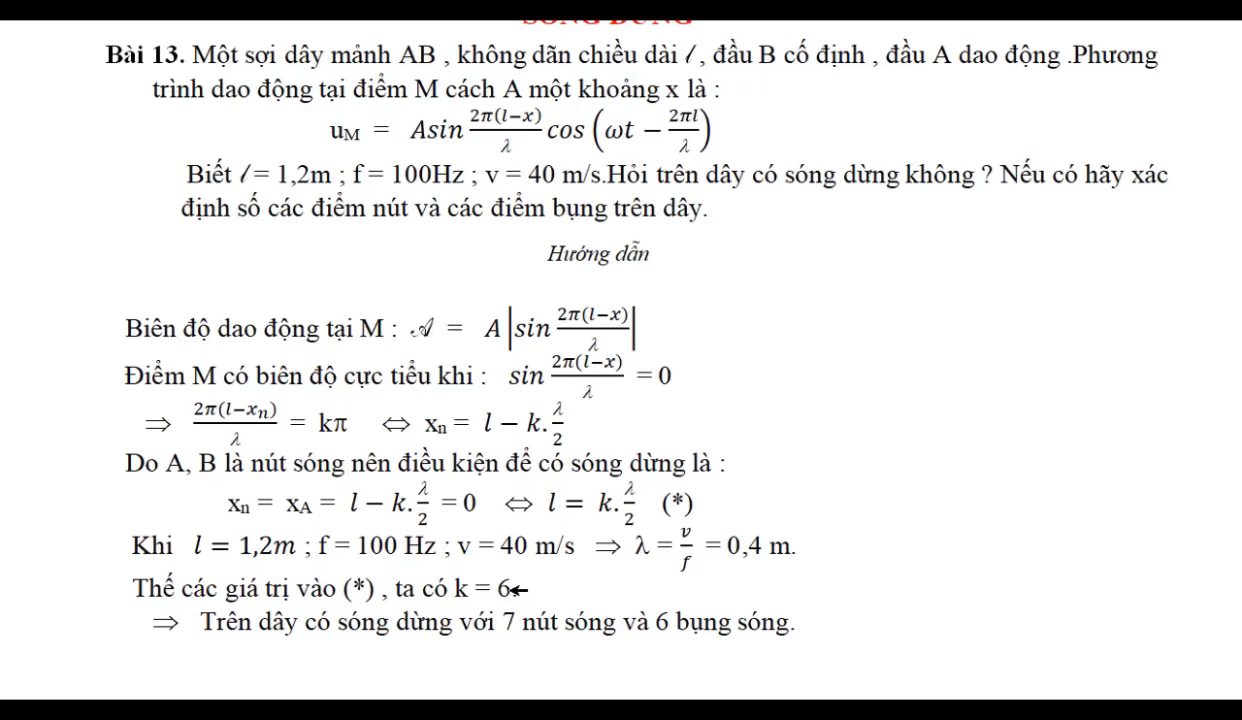 SÓNG DỪNG
Bài 13. Một sợi dây mảnh AB , không dãn chiều dài l , đầu B cố định , đầu A dao động .Phương
trình dao động tại điểm M cách A một khoảng x là :
u_M = Asin 2π(l−x)/λ cos (ωt − 2πl/λ)
Biết l = 1,2m ; f = 100Hz ; v = 40 m/s.Hỏi trên dây có sóng dừng không ? Nếu có hãy xác
định số các điểm nút và các điểm bụng trên dây.
Hướng dẫn
Biên độ dao động tại M : 𝒜 = A |sin 2π(l−x)/λ|
Điểm M có biên độ cực tiểu khi : sin 2π(l−x)/λ = 0
⇒ 2π(l−x_n)/λ = kπ ⇔ x_n = l − k.λ/2
Do A, B là nút sóng nên điều kiện để có sóng dừng là :
x_n = x_A = l − k.λ/2 = 0 ⇔ l = k.λ/2 (*)
Khi l = 1,2m ; f = 100 Hz ; v = 40 m/s ⇒ λ = v/f = 0,4 m.
Thế các giá trị vào (*) , ta có k = 6←
⇒ Trên dây có sóng dừng với 7 nút sóng và 6 bụng sóng.